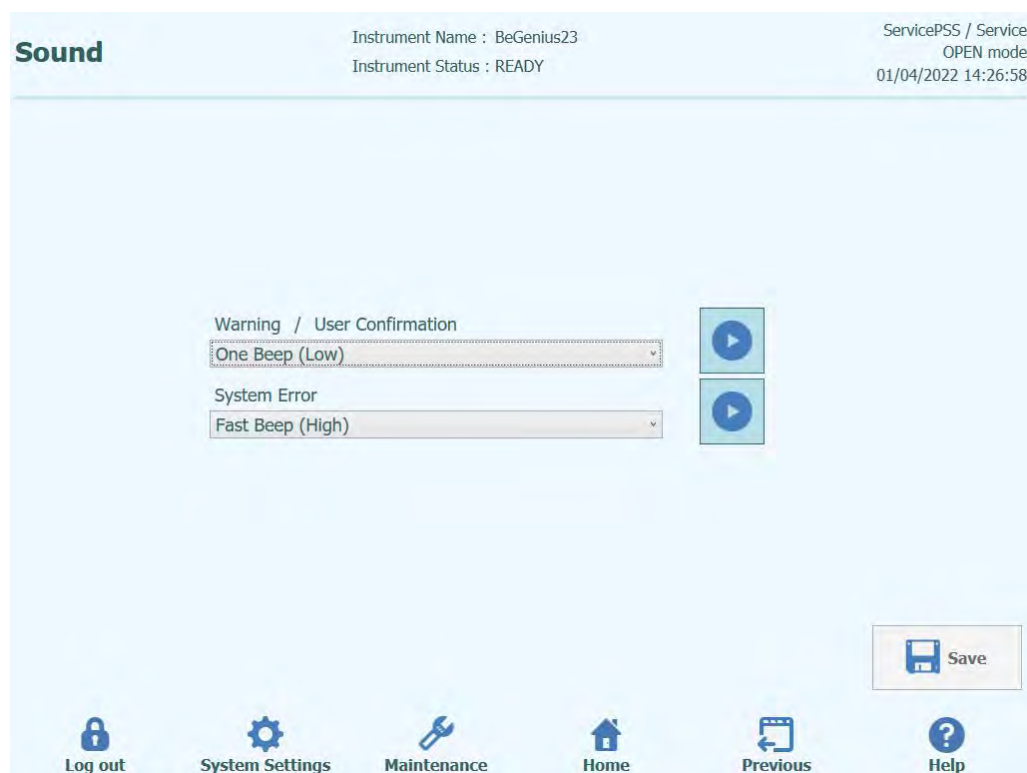 Sound
Instrument Name : BeGenius23
Instrument Status : READY
ServicePSS / Service
OPEN mode
01/04/2022 14:26:58
Warning / User Confirmation
One Beep (Low)
System Error
Fast Beep (High)
Save
Log out System Settings Maintenance Home Previous Help